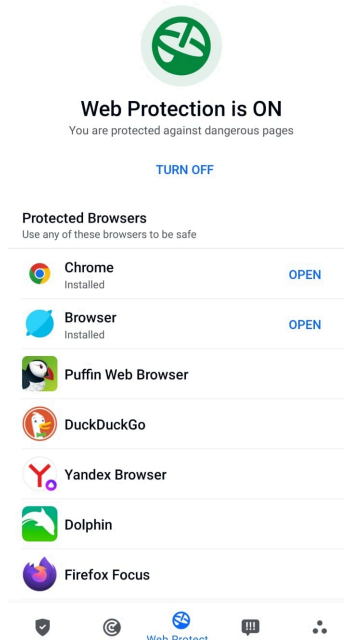 Web Protection is ON
You are protected against dangerous pages
TURN OFF
Protected Browsers
Use any of these browsers to be safe
Chrome
Installed
OPEN
Browser
Installed
OPEN
Puffin Web Browser
DuckDuckGo
Yandex Browser
Dolphin
Firefox Focus
Web Protect